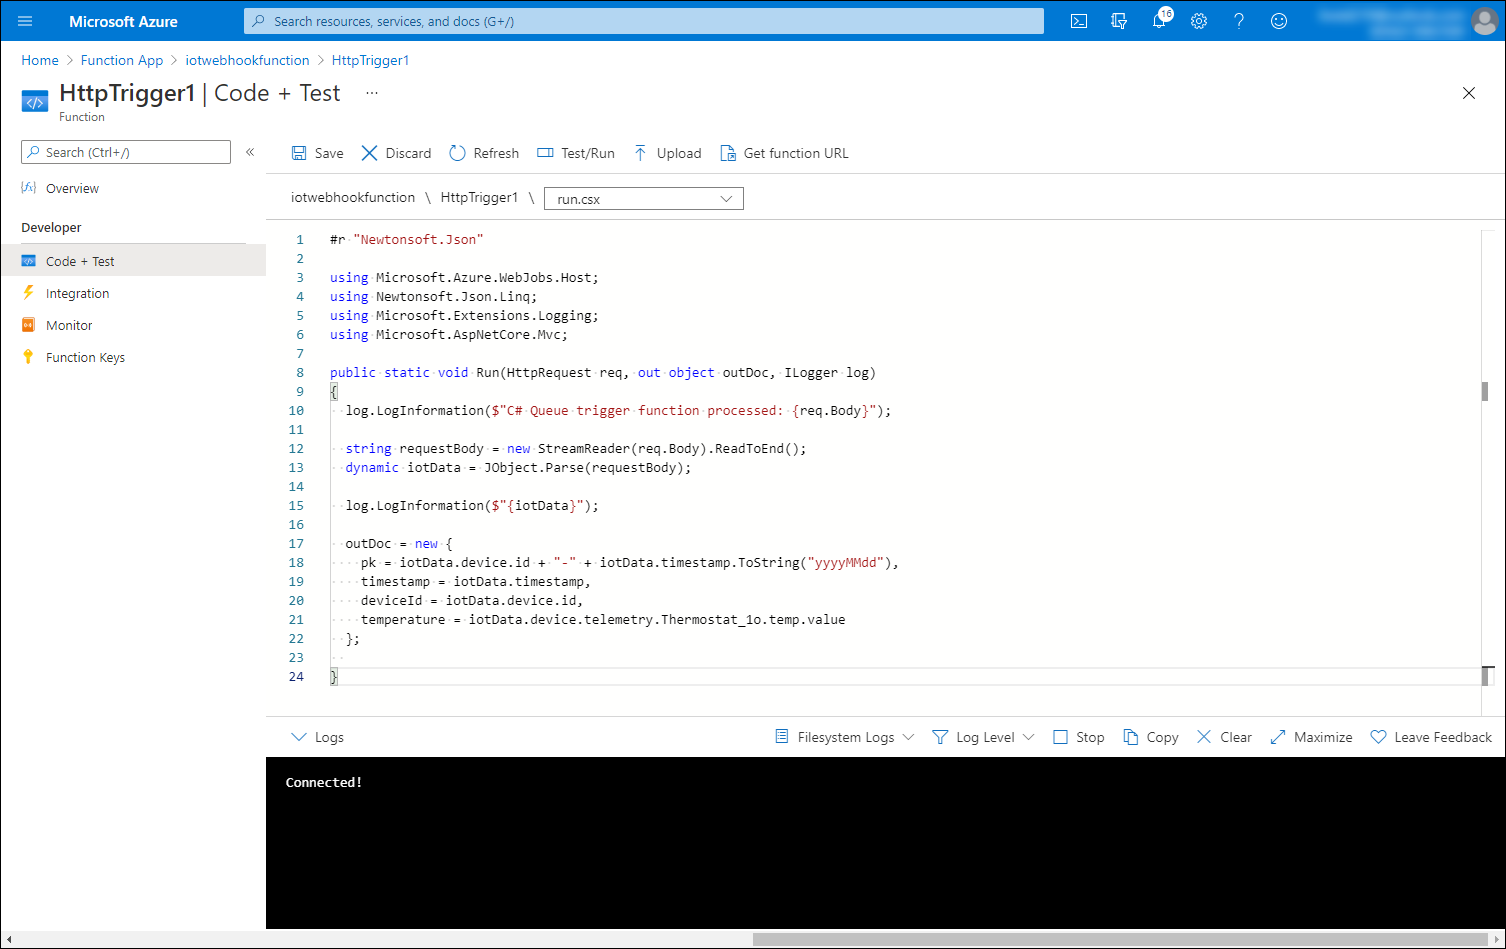 Microsoft Azure
Search resources, services, and docs (G+/)
16
Home > Function App > iotwebhookfunction > HttpTrigger1
HttpTrigger1 | Code + Test ...
Function
Search (Ctrl+/)
«
Save
Discard
Refresh
Test/Run
Upload
Get function URL
Overview
Developer
Code + Test
Integration
Monitor
Function Keys
iotwebhookfunction \ HttpTrigger1 \ run.csx
1 #r "Newtonsoft.Json"
2
3 using Microsoft.Azure.WebJobs.Host;
4 using Newtonsoft.Json.Linq;
5 using Microsoft.Extensions.Logging;
6 using Microsoft.AspNetCore.Mvc;
7
8 public static void Run(HttpRequest req, out object outDoc, ILogger log)
9 {
10 log.LogInformation($"C# Queue trigger function processed: {req.Body}");
11
12 string requestBody = new StreamReader(req.Body).ReadToEnd();
13 dynamic iotData = JObject.Parse(requestBody);
14
15 log.LogInformation($"{iotData}");
16
17 outDoc = new {
18 pk = iotData.device.id + "-" + iotData.timestamp.ToString("yyyyMMdd"),
19 timestamp = iotData.timestamp,
20 deviceId = iotData.device.id,
21 temperature = iotData.device.telemetry.Thermostat_1o.temp.value
22 };
23
24 }
Logs
Filesystem Logs
Log Level
Stop
Copy
Clear
Maximize
Leave Feedback
Connected!